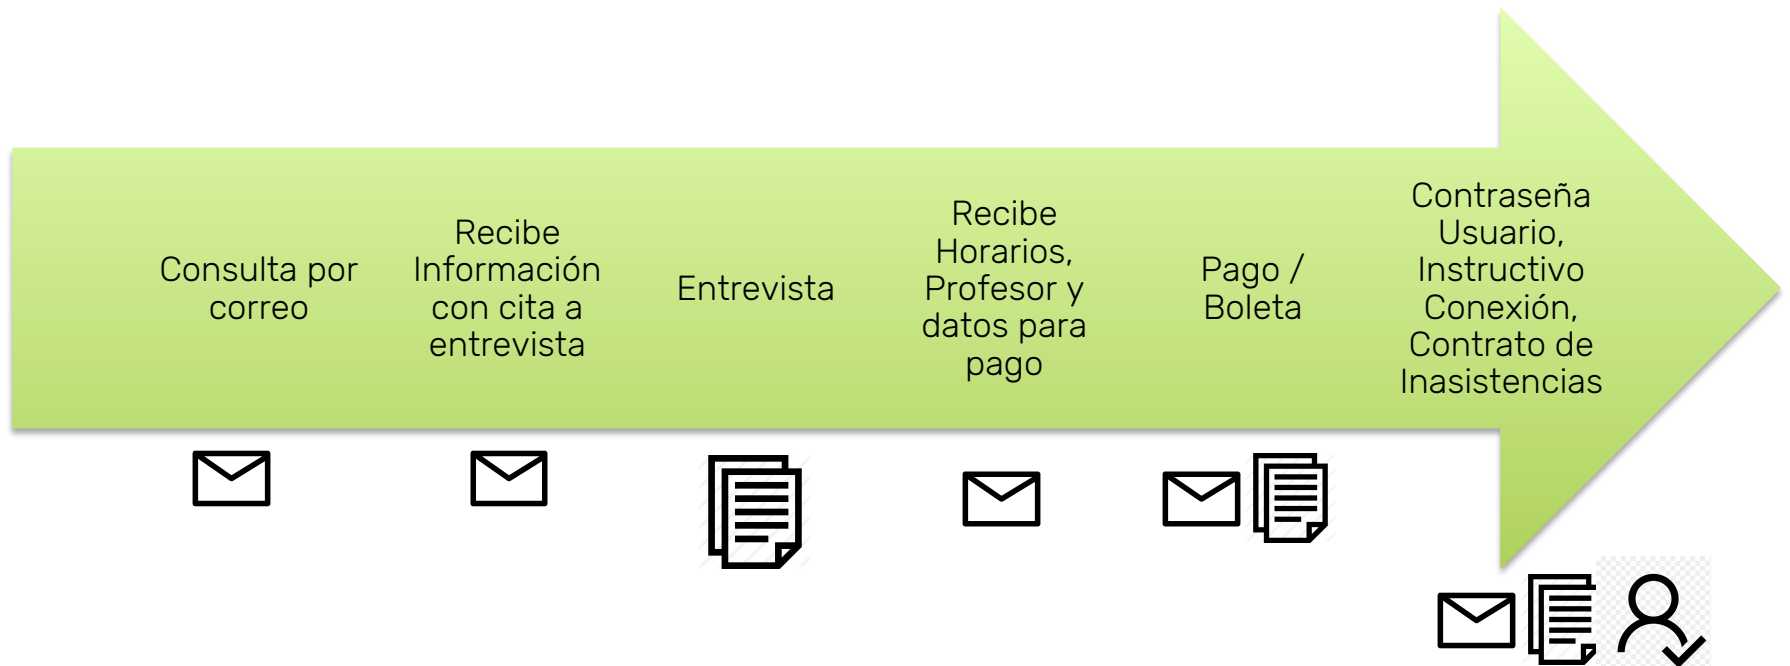 Consulta por
correo
Recibe
Información
con cita a
entrevista
Entrevista
Recibe
Horarios,
Profesor y
datos para
pago
Pago /
Boleta
Contraseña
Usuario,
Instructivo
Conexión,
Contrato de
Inasistencias